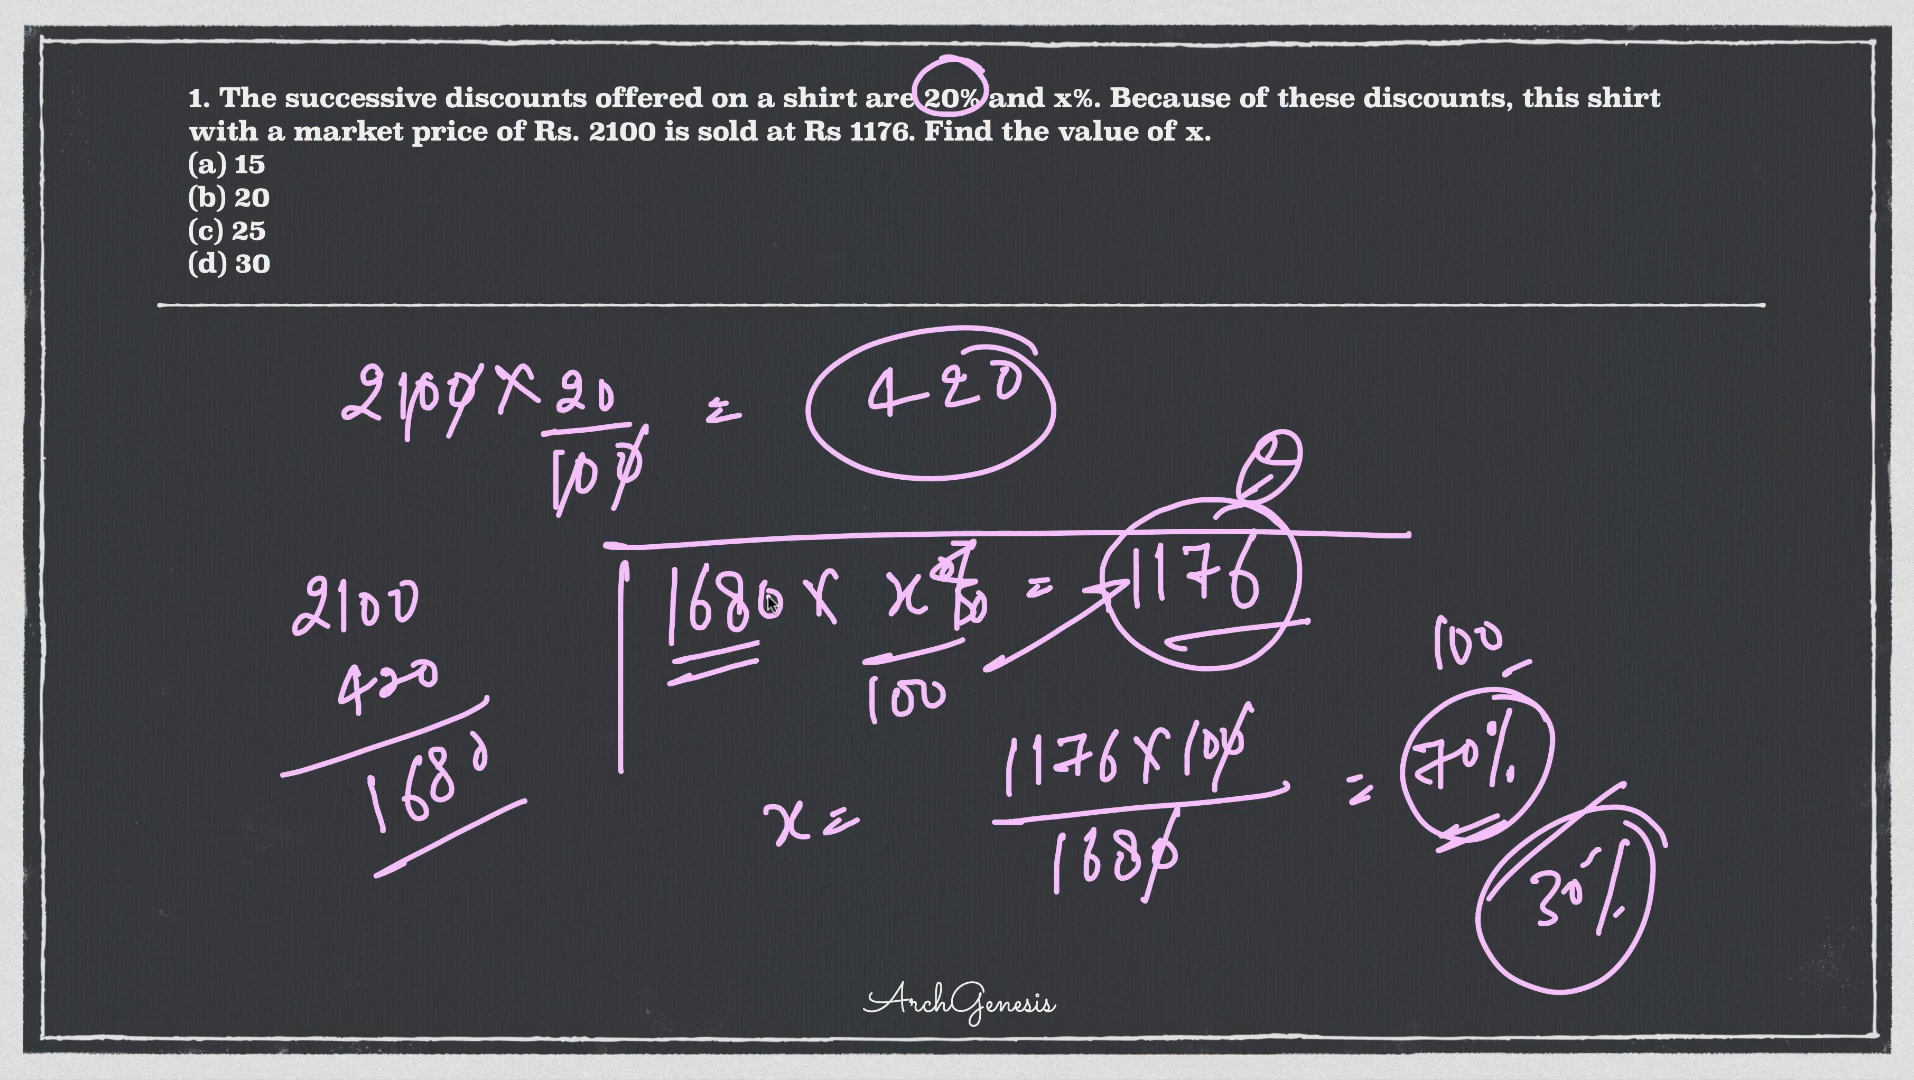 1. The successive discounts offered on a shirt are 20% and x%. Because of these discounts, this shirt
with a market price of Rs. 2100 is sold at Rs 1176. Find the value of x.
(a) 15
(b) 20
(c) 25
(d) 30
2100 × 20
100
= 420
2100
420
1680
1680 × x
100
= 1176
x =
1176 × 100
1680
= 70%
100
30%
ArchGenesis